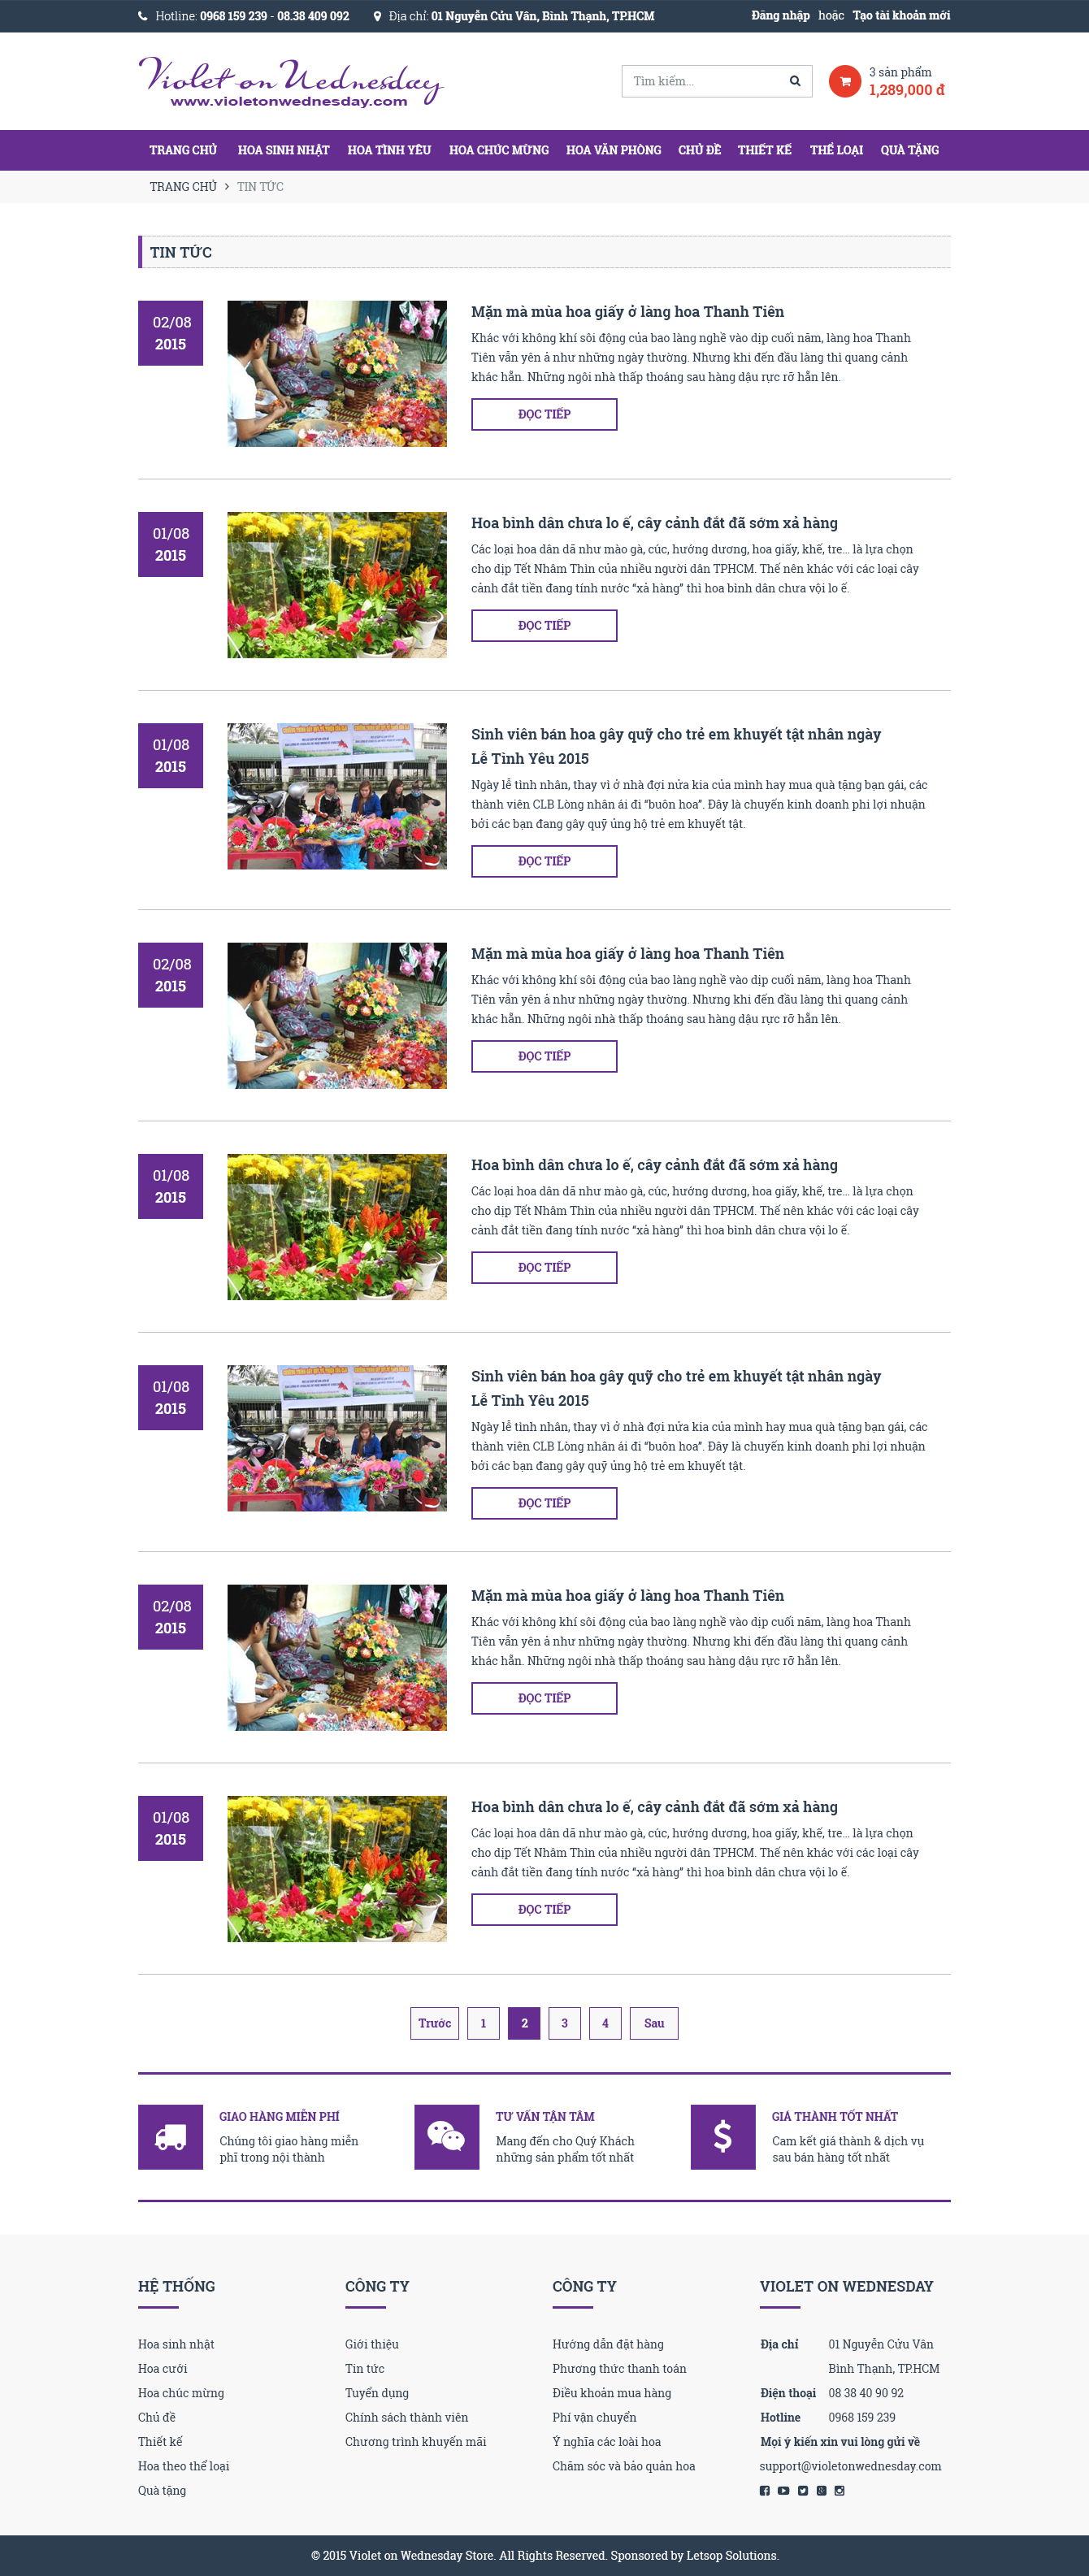 Hotline: 0968 159 239 - 08.38 409 092 Địa chỉ: 01 Nguyễn Cửu Vân, Bình Thạnh, TP.HCM Đăng nhập hoặc Tạo tài khoản mới
Violet on Wednesday
www.violetonwednesday.com
Tìm kiếm...
3 sản phẩm
1,289,000 đ
TRANG CHỦ HOA SINH NHẬT HOA TÌNH YÊU HOA CHÚC MỪNG HOA VĂN PHÒNG CHỦ ĐỀ THIẾT KẾ THỂ LOẠI QUÀ TẶNG
TRANG CHỦ > TIN TỨC
TIN TỨC
02/08
2015
Mặn mà mùa hoa giấy ở làng hoa Thanh Tiên
Khác với không khí sôi động của bao làng nghề vào dịp cuối năm, làng hoa Thanh
Tiên vẫn yên ả như những ngày thường. Nhưng khi đến đầu làng thì quang cảnh
khác hẳn. Những ngôi nhà thấp thoáng sau hàng dậu rực rỡ hẳn lên.
ĐỌC TIẾP
01/08
2015
Hoa bình dân chưa lo ế, cây cảnh đắt đã sớm xả hàng
Các loại hoa dân dã như mào gà, cúc, hướng dương, hoa giấy, khế, tre... là lựa chọn
cho dịp Tết Nhâm Thìn của nhiều người dân TPHCM. Thế nên khác với các loại cây
cảnh đắt tiền đang tính nước “xả hàng” thì hoa bình dân chưa vội lo ế.
ĐỌC TIẾP
01/08
2015
Sinh viên bán hoa gây quỹ cho trẻ em khuyết tật nhân ngày
Lễ Tình Yêu 2015
Ngày lễ tình nhân, thay vì ở nhà đợi nửa kia của mình hay mua quà tặng bạn gái, các
thành viên CLB Lòng nhân ái đi “buôn hoa”. Đây là chuyến kinh doanh phi lợi nhuận
bởi các bạn đang gây quỹ ủng hộ trẻ em khuyết tật.
ĐỌC TIẾP
02/08
2015
Mặn mà mùa hoa giấy ở làng hoa Thanh Tiên
Khác với không khí sôi động của bao làng nghề vào dịp cuối năm, làng hoa Thanh
Tiên vẫn yên ả như những ngày thường. Nhưng khi đến đầu làng thì quang cảnh
khác hẳn. Những ngôi nhà thấp thoáng sau hàng dậu rực rỡ hẳn lên.
ĐỌC TIẾP
01/08
2015
Hoa bình dân chưa lo ế, cây cảnh đắt đã sớm xả hàng
Các loại hoa dân dã như mào gà, cúc, hướng dương, hoa giấy, khế, tre... là lựa chọn
cho dịp Tết Nhâm Thìn của nhiều người dân TPHCM. Thế nên khác với các loại cây
cảnh đắt tiền đang tính nước “xả hàng” thì hoa bình dân chưa vội lo ế.
ĐỌC TIẾP
01/08
2015
Sinh viên bán hoa gây quỹ cho trẻ em khuyết tật nhân ngày
Lễ Tình Yêu 2015
Ngày lễ tình nhân, thay vì ở nhà đợi nửa kia của mình hay mua quà tặng bạn gái, các
thành viên CLB Lòng nhân ái đi “buôn hoa”. Đây là chuyến kinh doanh phi lợi nhuận
bởi các bạn đang gây quỹ ủng hộ trẻ em khuyết tật.
ĐỌC TIẾP
02/08
2015
Mặn mà mùa hoa giấy ở làng hoa Thanh Tiên
Khác với không khí sôi động của bao làng nghề vào dịp cuối năm, làng hoa Thanh
Tiên vẫn yên ả như những ngày thường. Nhưng khi đến đầu làng thì quang cảnh
khác hẳn. Những ngôi nhà thấp thoáng sau hàng dậu rực rỡ hẳn lên.
ĐỌC TIẾP
01/08
2015
Hoa bình dân chưa lo ế, cây cảnh đắt đã sớm xả hàng
Các loại hoa dân dã như mào gà, cúc, hướng dương, hoa giấy, khế, tre... là lựa chọn
cho dịp Tết Nhâm Thìn của nhiều người dân TPHCM. Thế nên khác với các loại cây
cảnh đắt tiền đang tính nước “xả hàng” thì hoa bình dân chưa vội lo ế.
ĐỌC TIẾP
Trước 1 2 3 4 Sau
GIAO HÀNG MIỄN PHÍ
Chúng tôi giao hàng miễn
phí trong nội thành
TƯ VẤN TẬN TÂM
Mang đến cho Quý Khách
những sản phẩm tốt nhất
GIÁ THÀNH TỐT NHẤT
Cam kết giá thành & dịch vụ
sau bán hàng tốt nhất
HỆ THỐNG
Hoa sinh nhật
Hoa cưới
Hoa chúc mừng
Chủ đề
Thiết kế
Hoa theo thể loại
Quà tặng
CÔNG TY
Giới thiệu
Tin tức
Tuyển dụng
Chính sách thành viên
Chương trình khuyến mãi
CÔNG TY
Hướng dẫn đặt hàng
Phương thức thanh toán
Điều khoản mua hàng
Phí vận chuyển
Ý nghĩa các loài hoa
Chăm sóc và bảo quản hoa
VIOLET ON WEDNESDAY
Địa chỉ 01 Nguyễn Cửu Vân
Bình Thạnh, TP.HCM
Điện thoại 08 38 40 90 92
Hotline 0968 159 239
Mọi ý kiến xin vui lòng gửi về
support@violetonwednesday.com
© 2015 Violet on Wednesday Store. All Rights Reserved. Sponsored by Letsop Solutions.